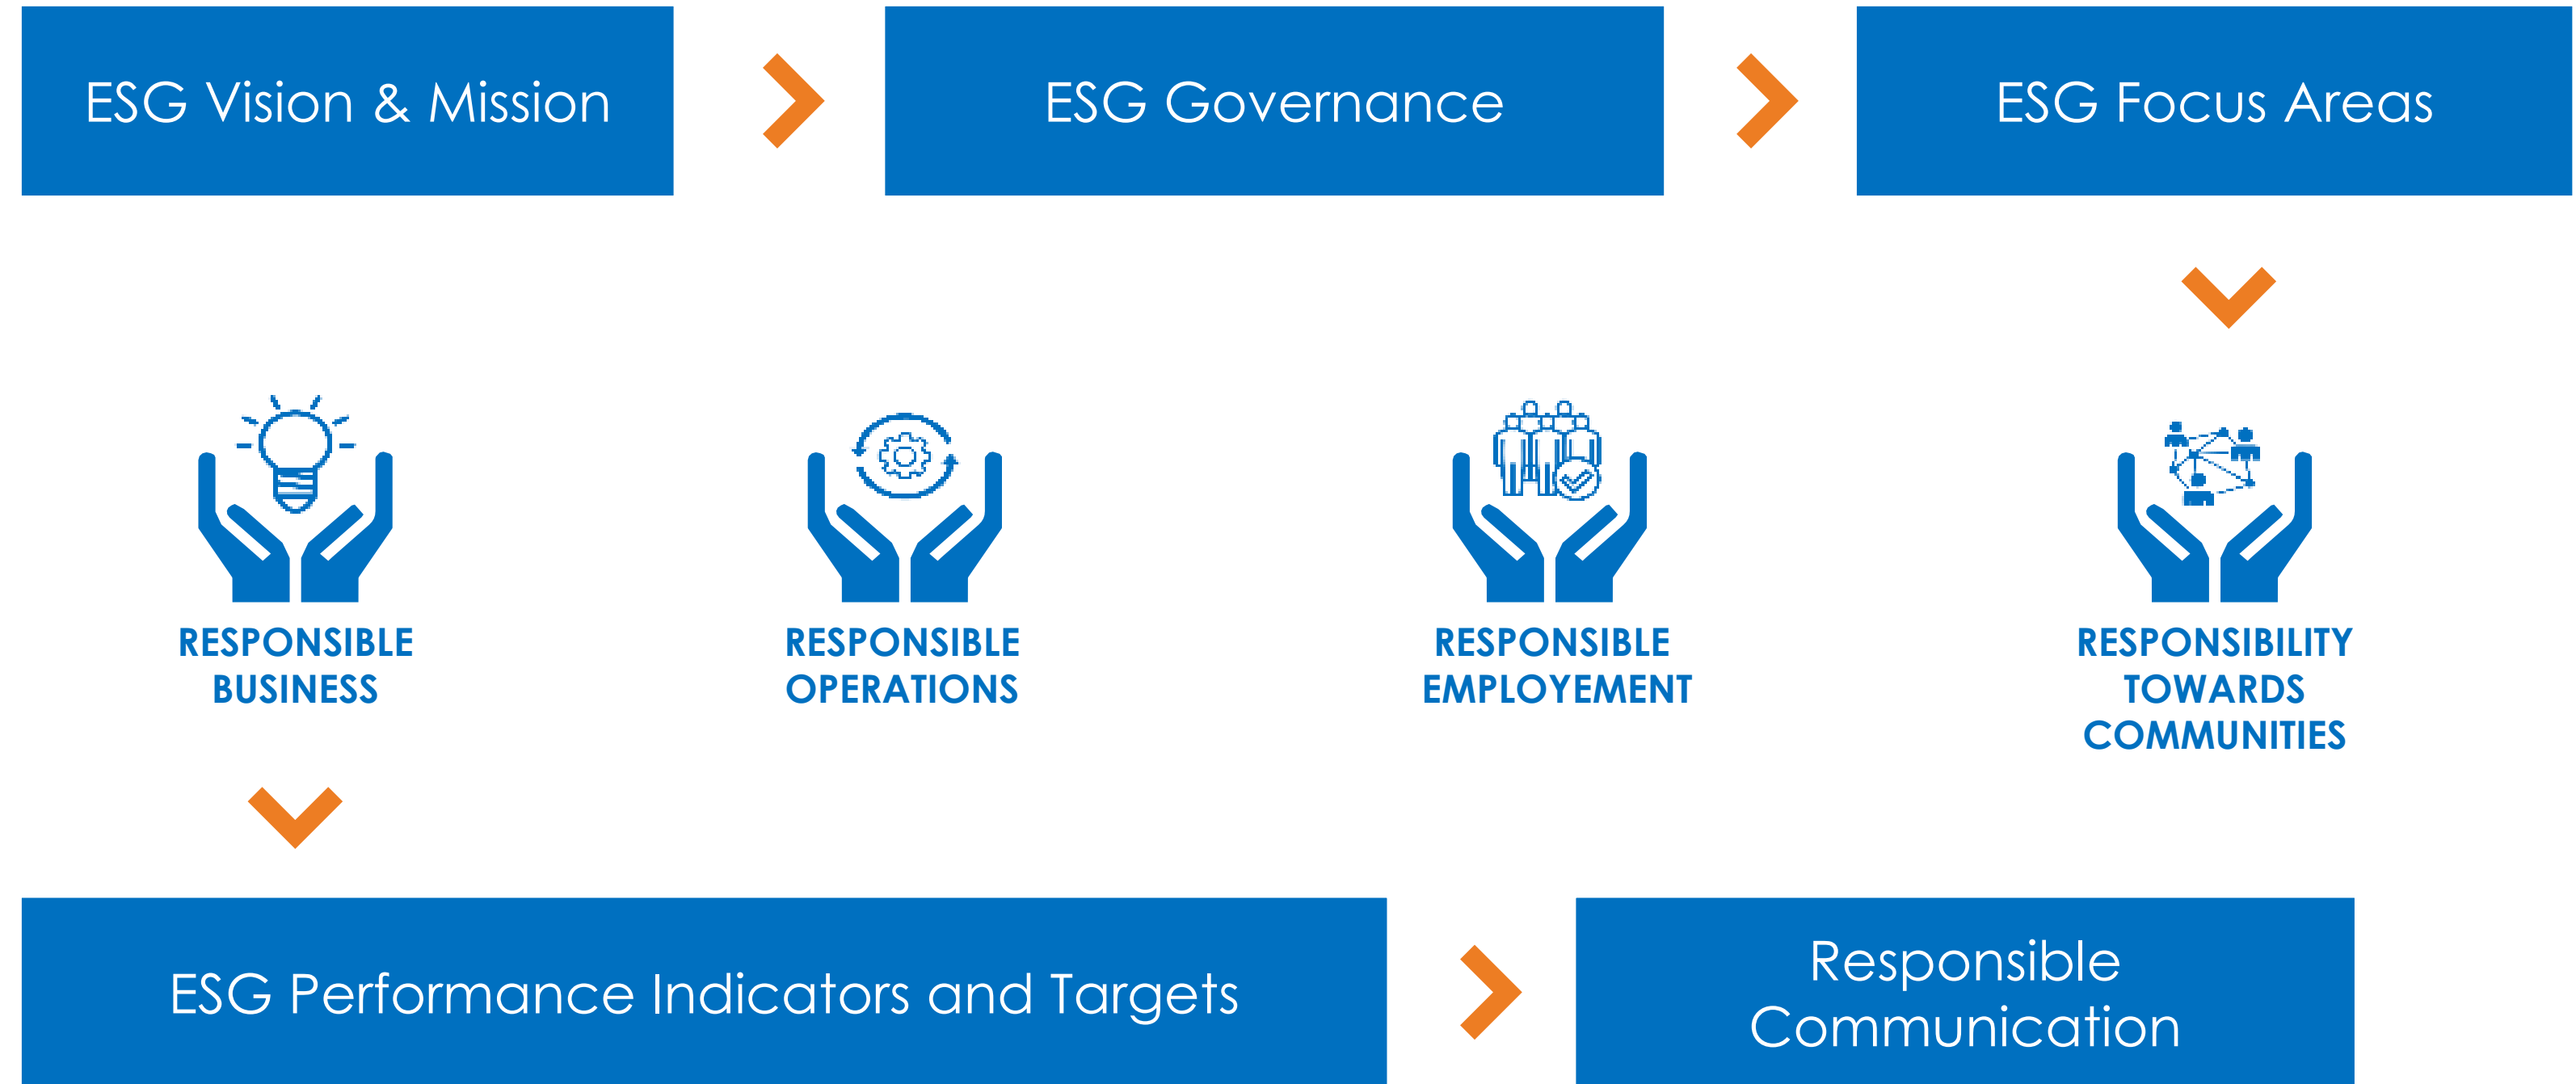 ESG Vision & Mission
ESG Governance
ESG Focus Areas
RESPONSIBLE
BUSINESS
RESPONSIBLE
OPERATIONS
RESPONSIBLE
EMPLOYEMENT
RESPONSIBILITY
TOWARDS
COMMUNITIES
ESG Performance Indicators and Targets
Responsible
Communication